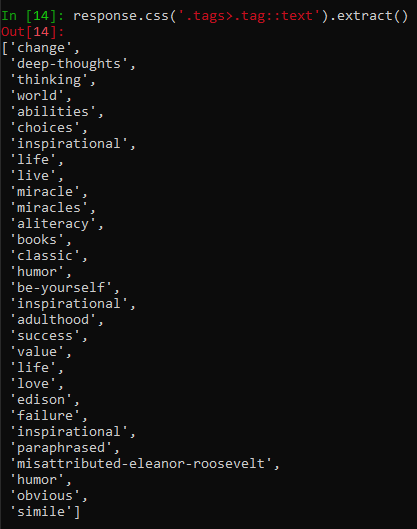 In [14]: response.css('.tags>.tag::text').extract()
Out[14]:
['change',
 'deep-thoughts',
 'thinking',
 'world',
 'abilities',
 'choices',
 'inspirational',
 'life',
 'live',
 'miracle',
 'miracles',
 'aliteracy',
 'books',
 'classic',
 'humor',
 'be-yourself',
 'inspirational',
 'adulthood',
 'success',
 'value',
 'life',
 'love',
 'edison',
 'failure',
 'inspirational',
 'paraphrased',
 'misattributed-eleanor-roosevelt',
 'humor',
 'obvious',
 'simile']